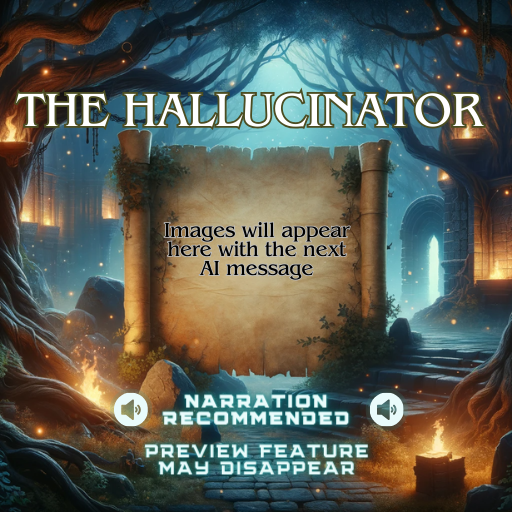 THE HALLUCINATOR
Images will appear
here with the next
AI message
NARRATION
RECOMMENDED
PREVIEW FEATURE
MAY DISAPPEAR